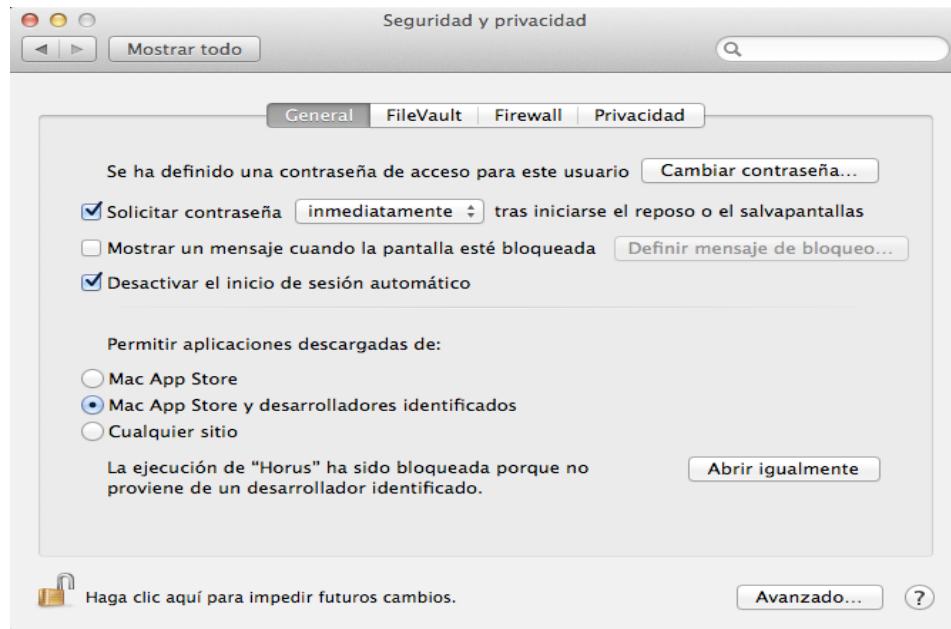 Seguridad y privacidad
Mostrar todo
General FileVault Firewall Privacidad
Se ha definido una contraseña de acceso para este usuario Cambiar contraseña...
Solicitar contraseña inmediatamente tras iniciarse el reposo o el salvapantallas
Mostrar un mensaje cuando la pantalla esté bloqueada Definir mensaje de bloqueo...
Desactivar el inicio de sesión automático
Permitir aplicaciones descargadas de:
Mac App Store
Mac App Store y desarrolladores identificados
Cualquier sitio
La ejecución de “Horus” ha sido bloqueada porque no Abrir igualmente
proviene de un desarrollador identificado.
Haga clic aquí para impedir futuros cambios. Avanzado... ?